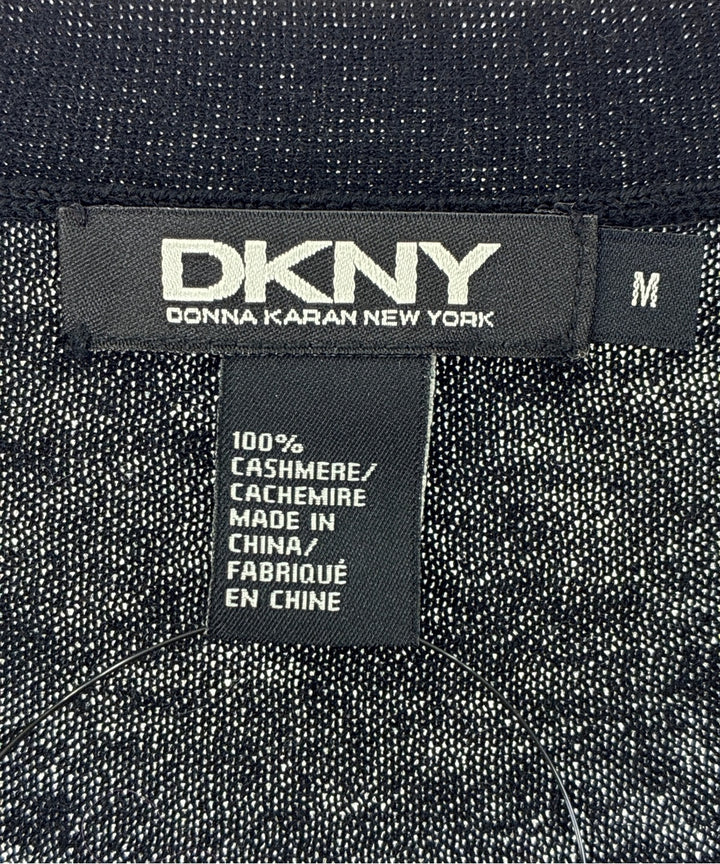 DKNY
DONNA KARAN NEW YORK
M
100%
CASHMERE/
CACHEMIRE
MADE IN
CHINA/
FABRIQUÉ
EN CHINE